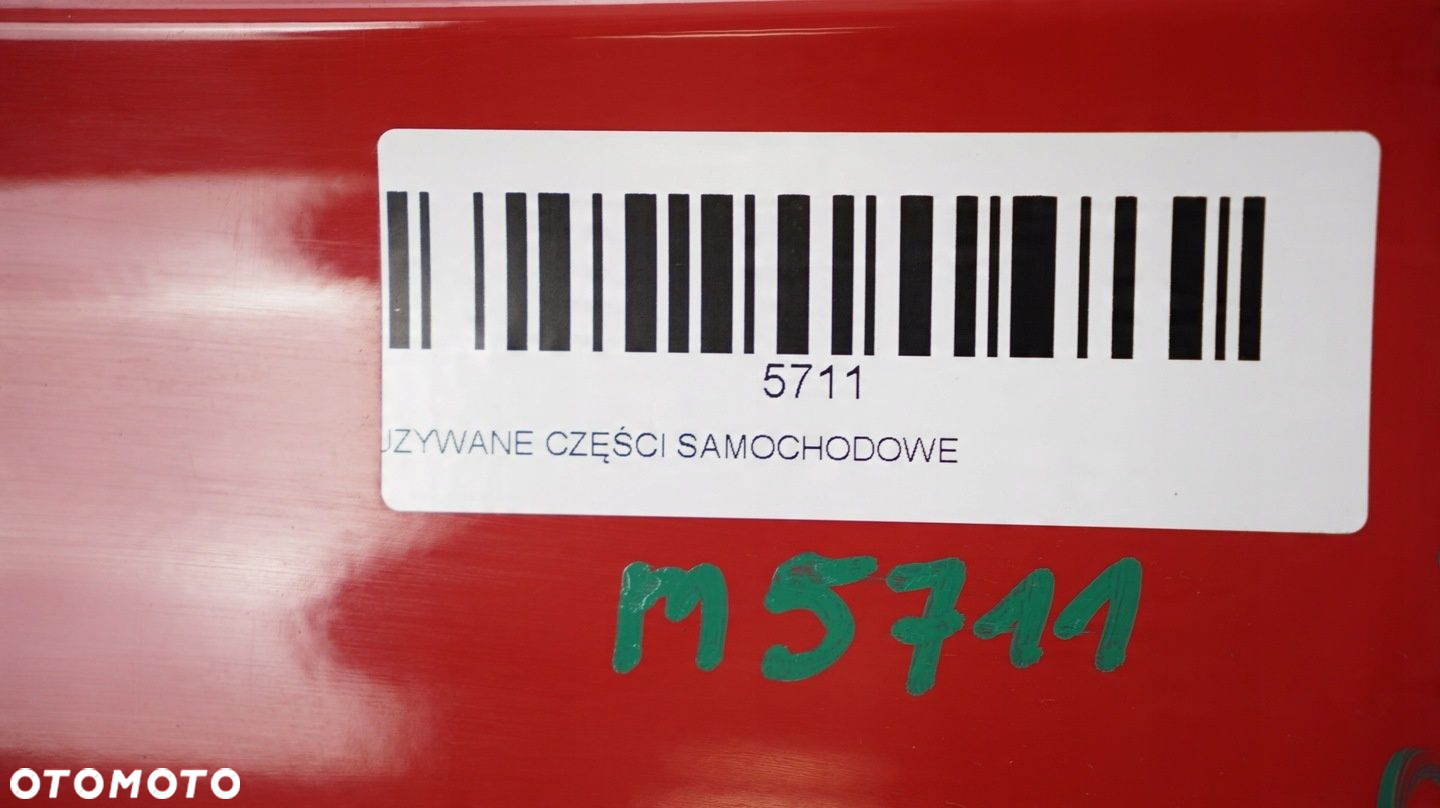 5711
UZYWANE CZĘŚCI SAMOCHODOWE
M5711
OTOMOTO